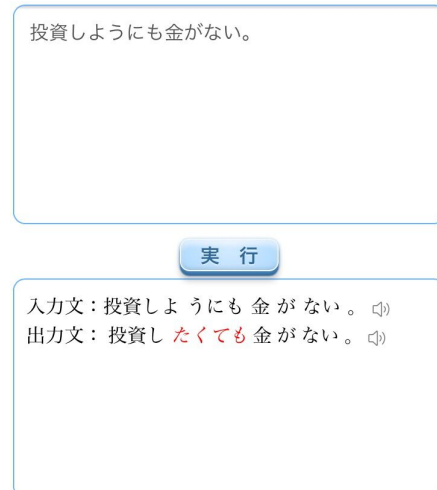 投資しようにも金がない。
実 行
入力文：投資しよ うにも 金 が ない 。
出力文： 投資し たくても 金 が ない 。